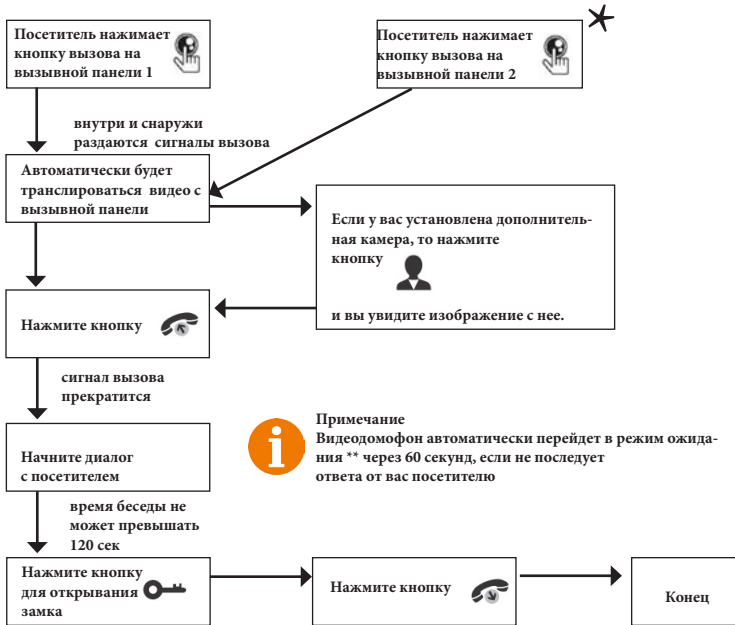 Посетитель нажимает
кнопку вызова на
вызывной панели 1
Посетитель нажимает
кнопку вызова на
вызывной панели 2
внутри и снаружи
раздаются сигналы вызова
Автоматически будет
транслироваться видео с
вызывной панели
Если у вас установлена дополнитель-
ная камера, то нажмите
кнопку
и вы увидите изображение с нее.
Нажмите кнопку
сигнал вызова
прекратится
Примечание
Видеодомофон автоматически перейдет в режим ожида-
ния ** через 60 секунд, если не последует
ответа от вас посетителю
Начните диалог
с посетителем
время беседы не
может превышать
120 сек
Нажмите кнопку
для открывания
замка
Нажмите кнопку
Конец